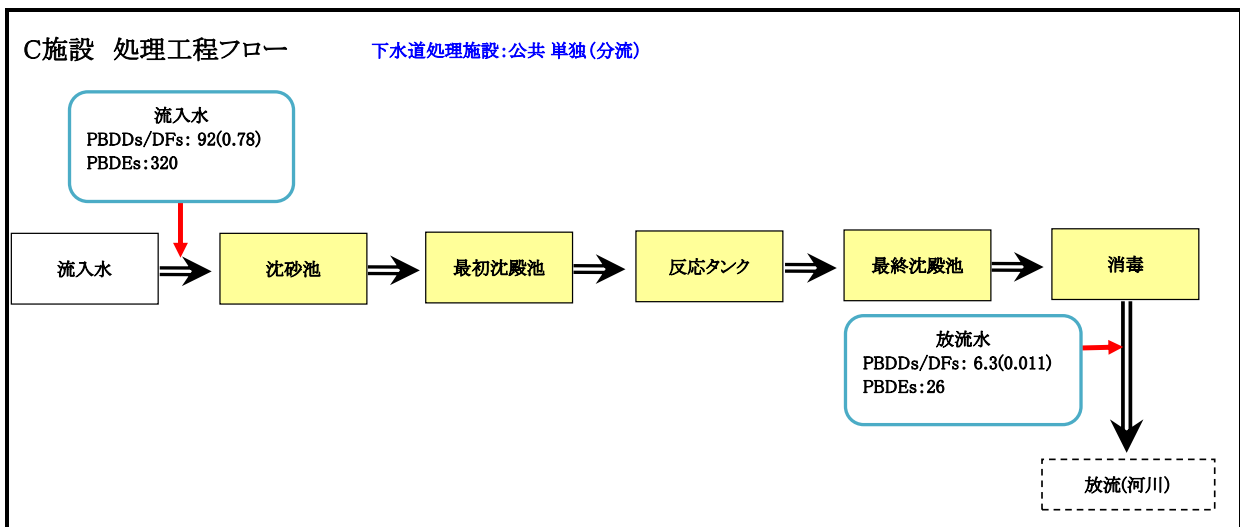 C施設 処理工程フロー
下水道処理施設:公共 単独(分流)
流入水
PBDDs/DFs: 92(0.78)
PBDEs:320
流入水
沈砂池
最初沈殿池
反応タンク
最終沈殿池
消毒
放流水
PBDDs/DFs: 6.3(0.011)
PBDEs:26
放流(河川)